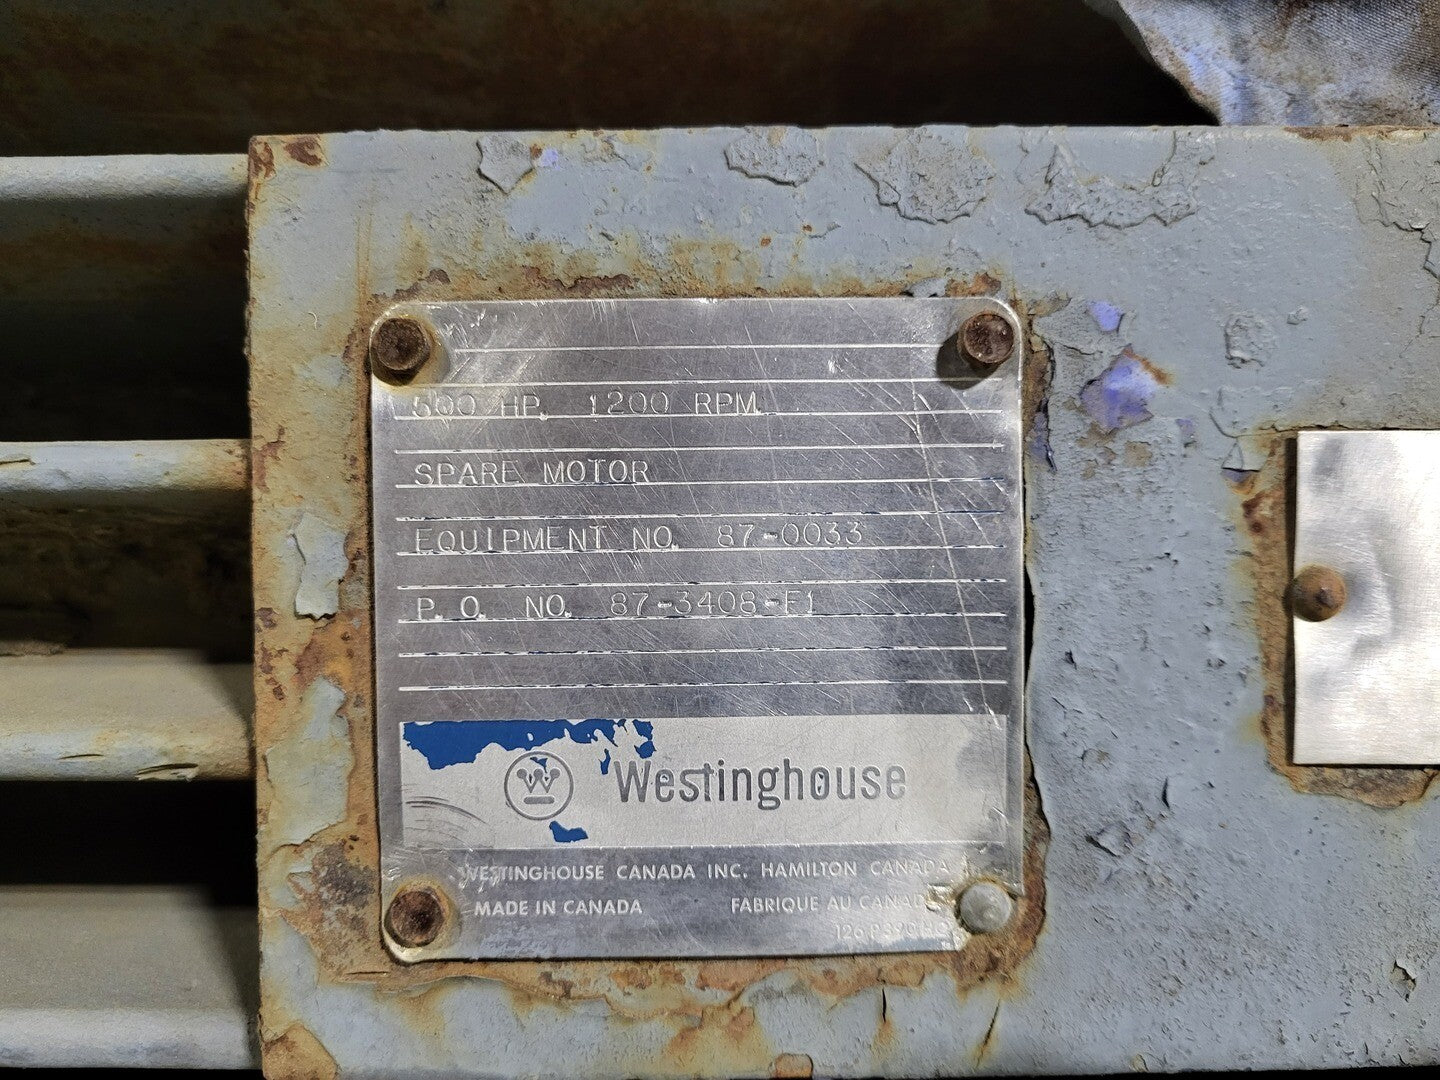 500 HP. 1200 RPM.
SPARE MOTOR
EQUIPMENT NO. 87-0033
P. O. NO. 87-3408-F1
W Westinghouse
WESTINGHOUSE CANADA INC. HAMILTON CANADA
MADE IN CANADA FABRIQUE AU CANADA